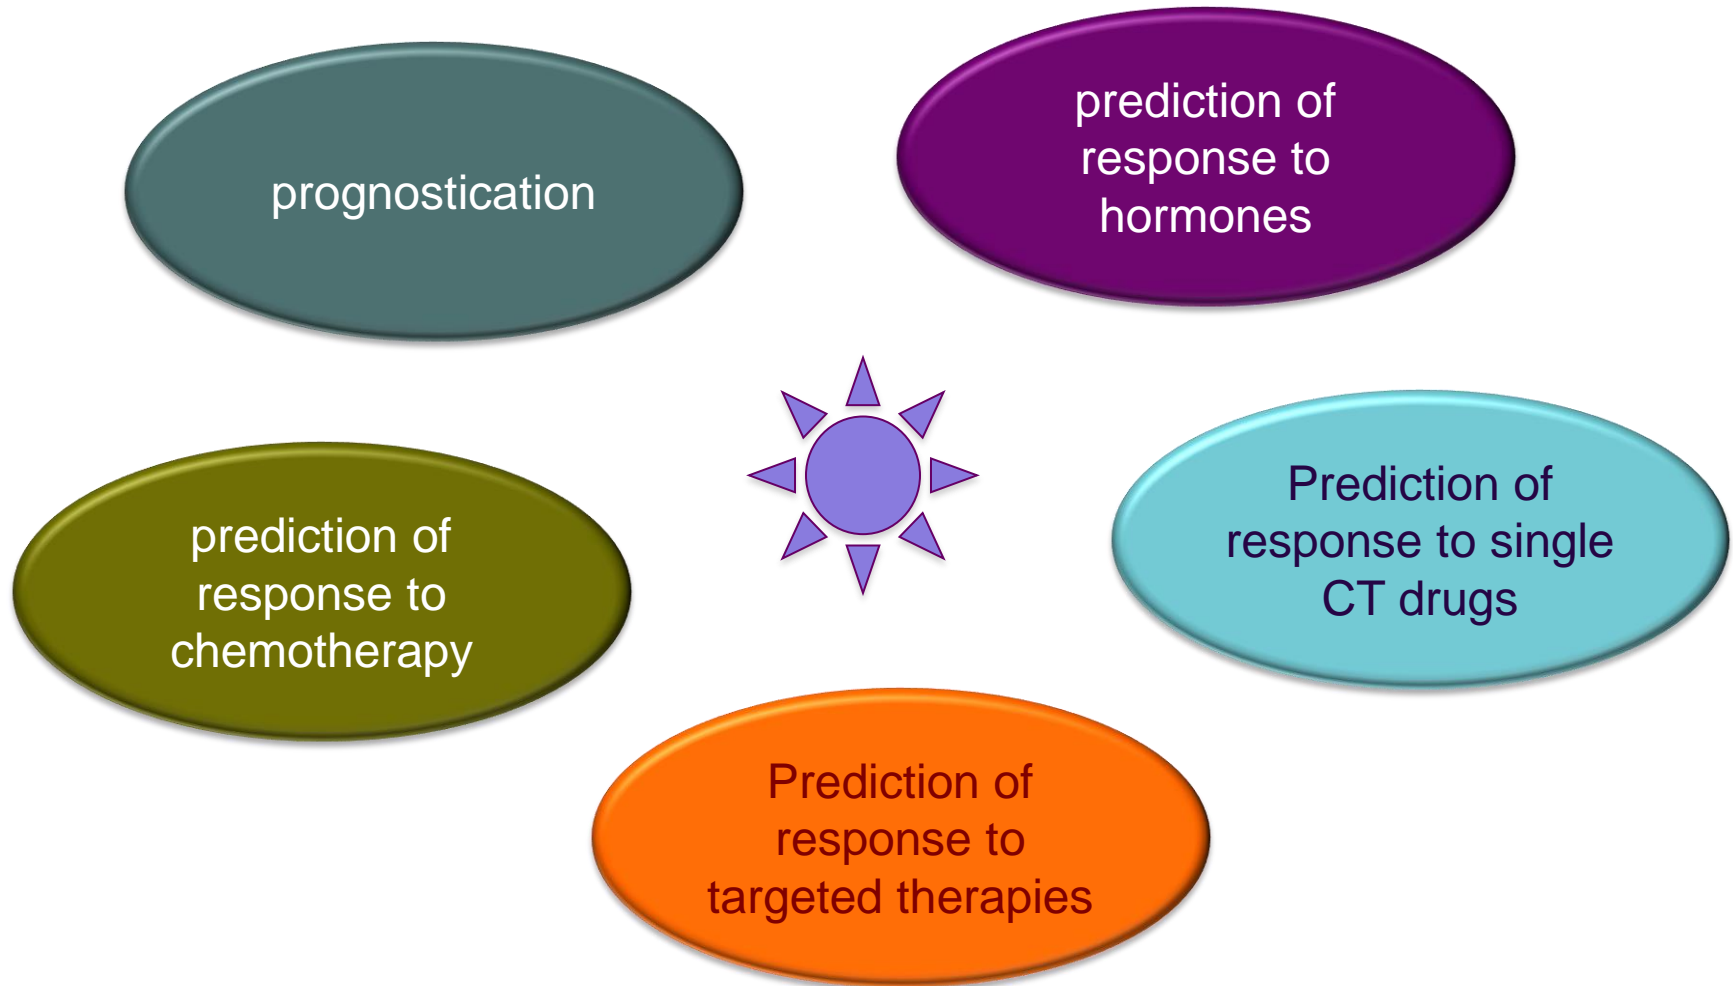 prognostication
prediction of
response to
hormones
prediction of
response to
chemotherapy
Prediction of
response to single
CT drugs
Prediction of
response to
targeted therapies